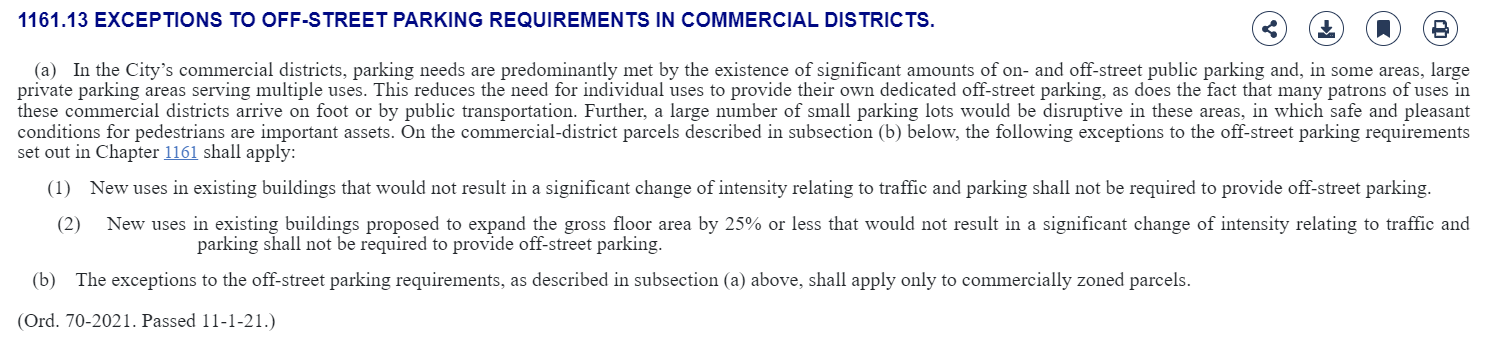 1161.13 EXCEPTIONS TO OFF-STREET PARKING REQUIREMENTS IN COMMERCIAL DISTRICTS.
(a) In the City’s commercial districts, parking needs are predominantly met by the existence of significant amounts of on- and off-street public parking and, in some areas, large
private parking areas serving multiple uses. This reduces the need for individual uses to provide their own dedicated off-street parking, as does the fact that many patrons of uses in
these commercial districts arrive on foot or by public transportation. Further, a large number of small parking lots would be disruptive in these areas, in which safe and pleasant
conditions for pedestrians are important assets. On the commercial-district parcels described in subsection (b) below, the following exceptions to the off-street parking requirements
set out in Chapter 1161 shall apply:
(1) New uses in existing buildings that would not result in a significant change of intensity relating to traffic and parking shall not be required to provide off-street parking.
(2) New uses in existing buildings proposed to expand the gross floor area by 25% or less that would not result in a significant change of intensity relating to traffic and
parking shall not be required to provide off-street parking.
(b) The exceptions to the off-street parking requirements, as described in subsection (a) above, shall apply only to commercially zoned parcels.
(Ord. 70-2021. Passed 11-1-21.)